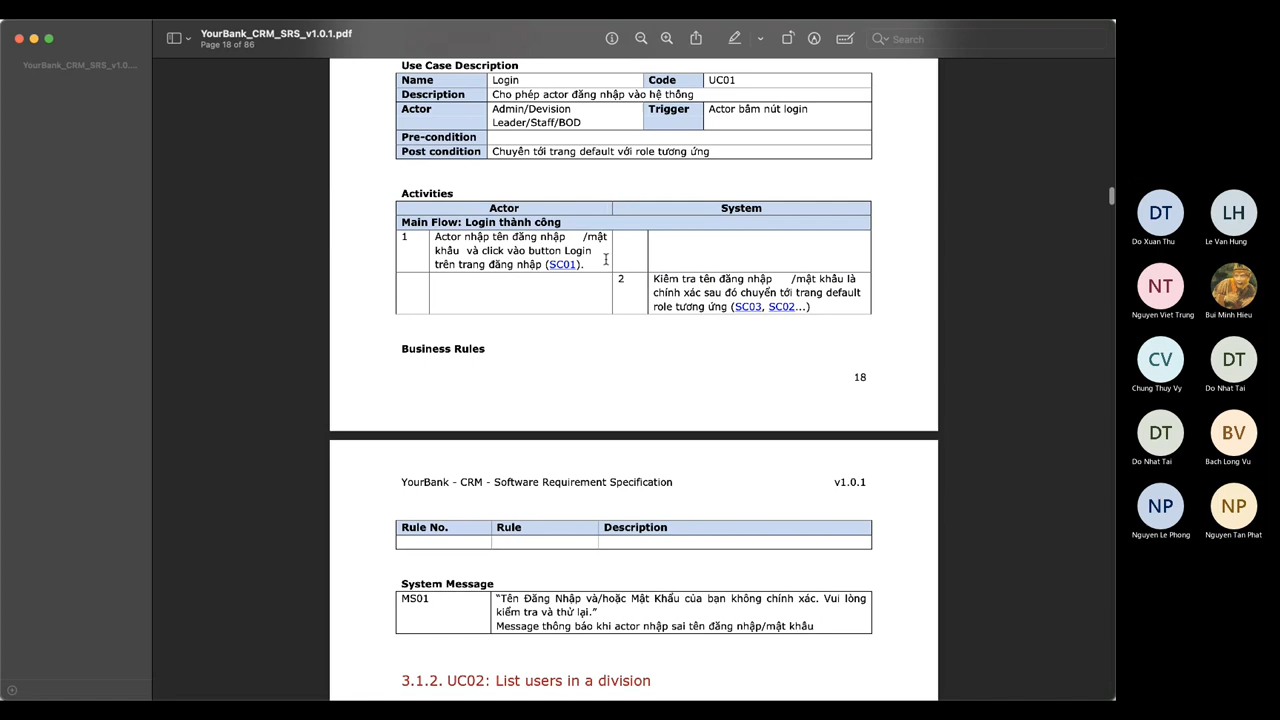 YourBank_CRM_SRS_v1.0.1.pdf
Page 18 of 86
Search
YourBank_CRM_SRS_v1.0....
Use Case Description
Name Login Code UC01
Description Cho phép actor đăng nhập vào hệ thống
Actor Admin/Devision Trigger Actor bấm nút login
Leader/Staff/BOD
Pre-condition
Post condition Chuyển tới trang default với role tương ứng
Activities
Actor System
Main Flow: Login thành công
1 Actor nhập tên đăng nhập /mật
khẩu và click vào button Login
trên trang đăng nhập (SC01).
2 Kiểm tra tên đăng nhập /mật khẩu là
chính xác sau đó chuyển tới trang default
role tương ứng (SC03, SC02...)
Business Rules
18
YourBank - CRM - Software Requirement Specification v1.0.1
Rule No. Rule Description
System Message
MS01 “Tên Đăng Nhập và/hoặc Mật Khẩu của bạn không chính xác. Vui lòng
kiểm tra và thử lại.”
Message thông báo khi actor nhập sai tên đăng nhập/mật khẩu
3.1.2. UC02: List users in a division
DT LH
Do Xuan Thu Le Van Hung
NT
Nguyen Viet Trung Bui Minh Hieu
CV DT
Chung Thuy Vy Do Nhat Tai
DT BV
Do Nhat Tai Bach Long Vu
NP NP
Nguyen Le Phong Nguyen Tan Phat